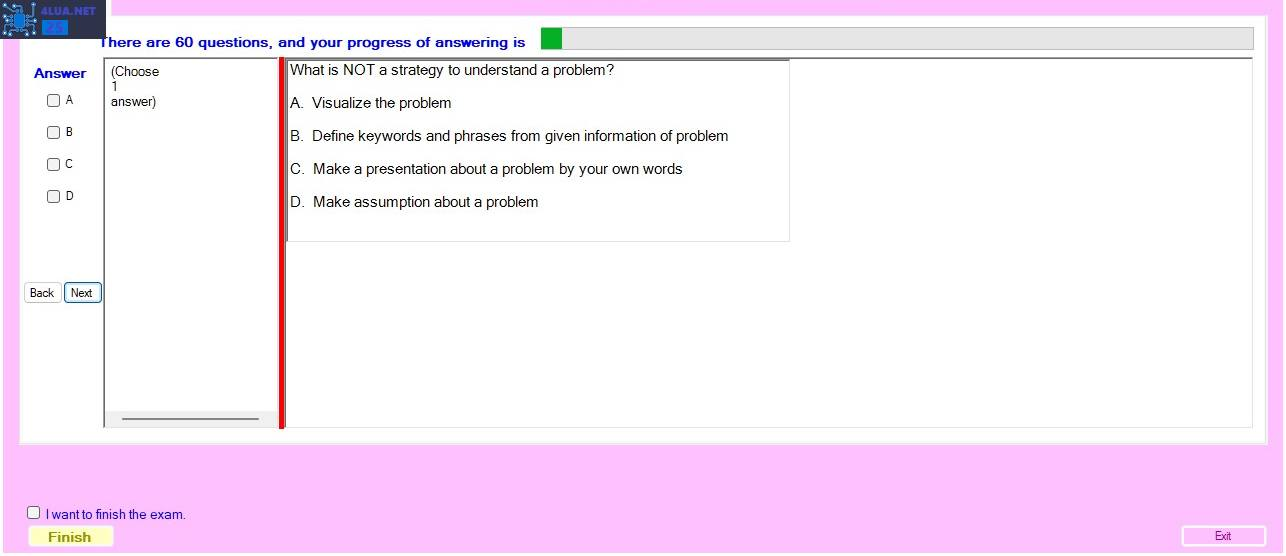 4LUA.NET
25
There are 60 questions, and your progress of answering is
Answer
A
B
C
D
Back
Next
(Choose
1
answer)
What is NOT a strategy to understand a problem?
A. Visualize the problem
B. Define keywords and phrases from given information of problem
C. Make a presentation about a problem by your own words
D. Make assumption about a problem
I want to finish the exam.
Finish
Exit